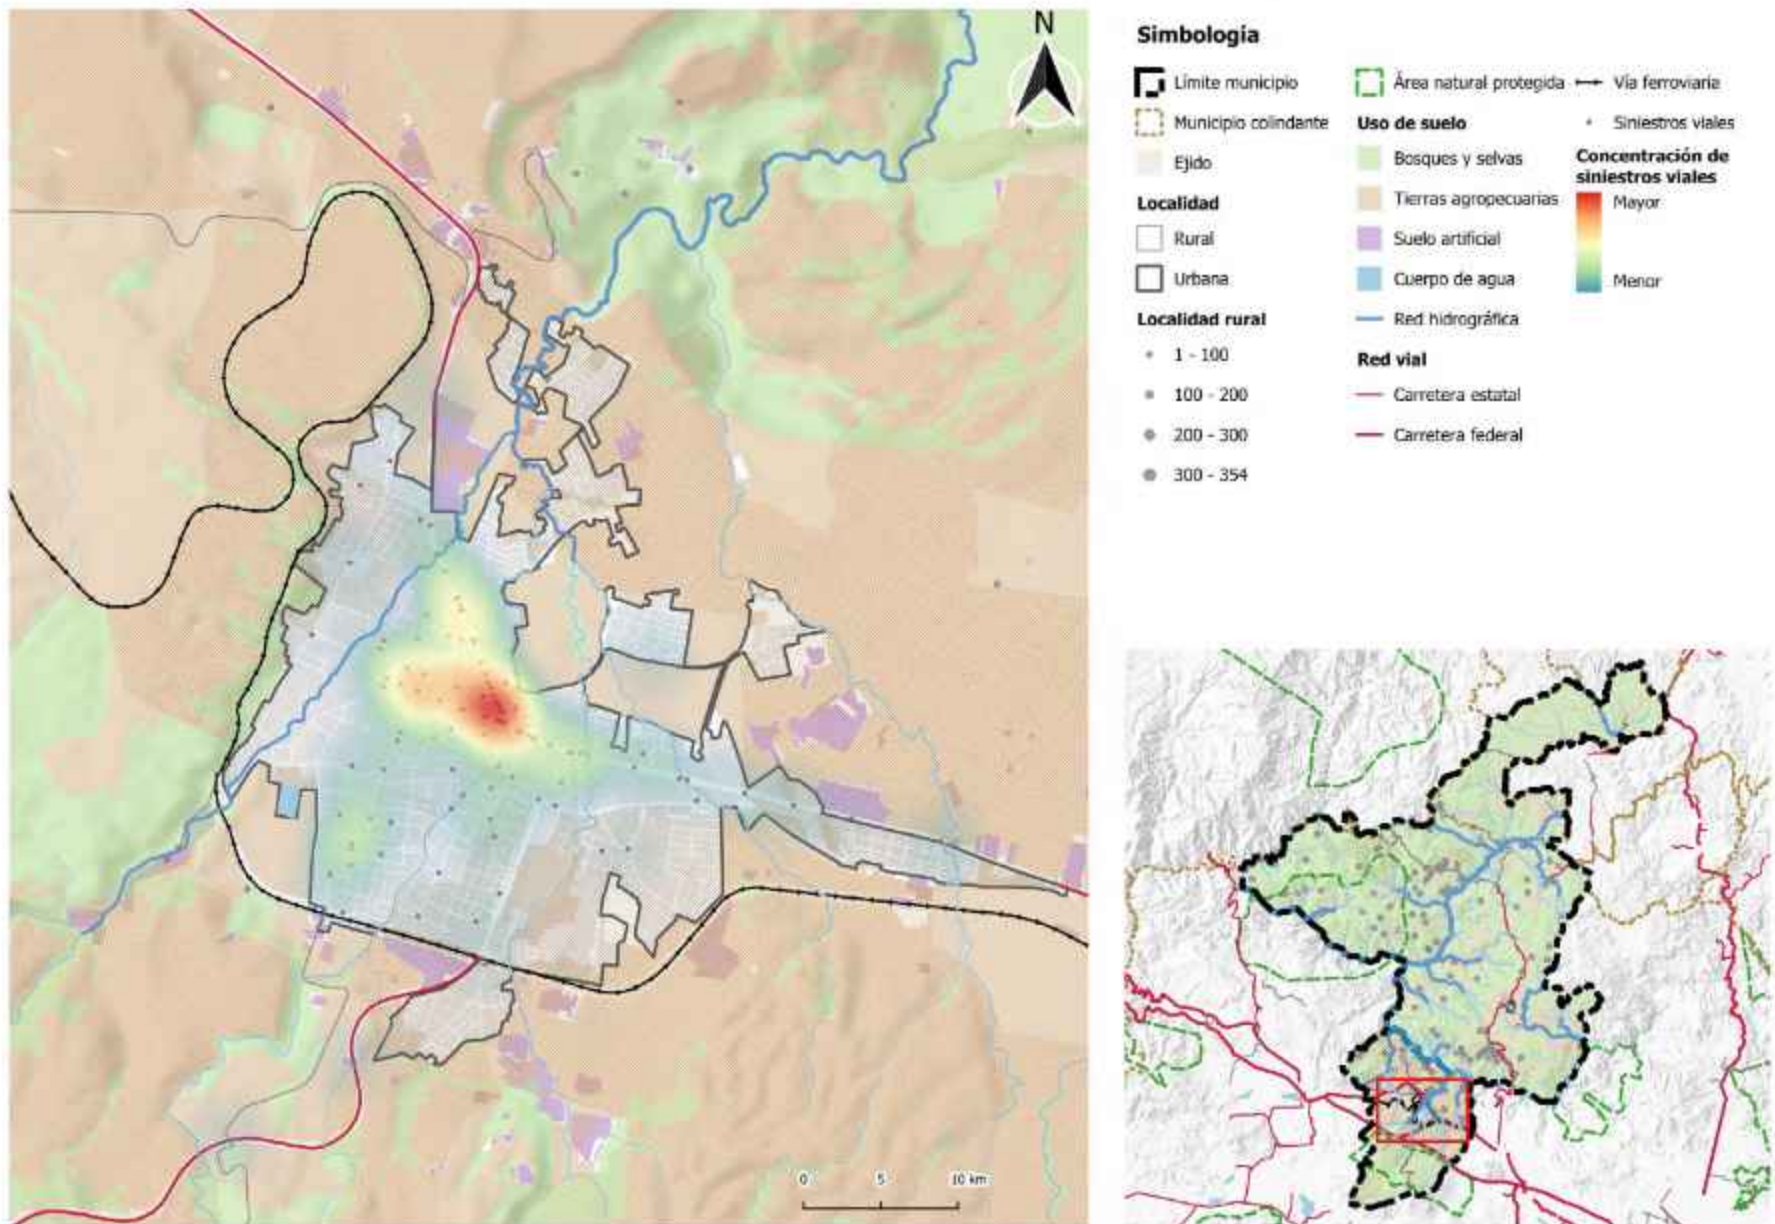 N
0 5 10 km
Simbología
Límite municipio
Municipio colindante
Ejido
Localidad
Rural
Urbana
Localidad rural
1 - 100
100 - 200
200 - 300
300 - 354
Área natural protegida
Uso de suelo
Bosques y selvas
Tierras agropecuarias
Suelo artificial
Cuerpo de agua
Red hidrográfica
Red vial
Carretera estatal
Carretera federal
Vía ferroviaria
Siniestros viales
Concentración de
siniestros viales
Mayor
Menor